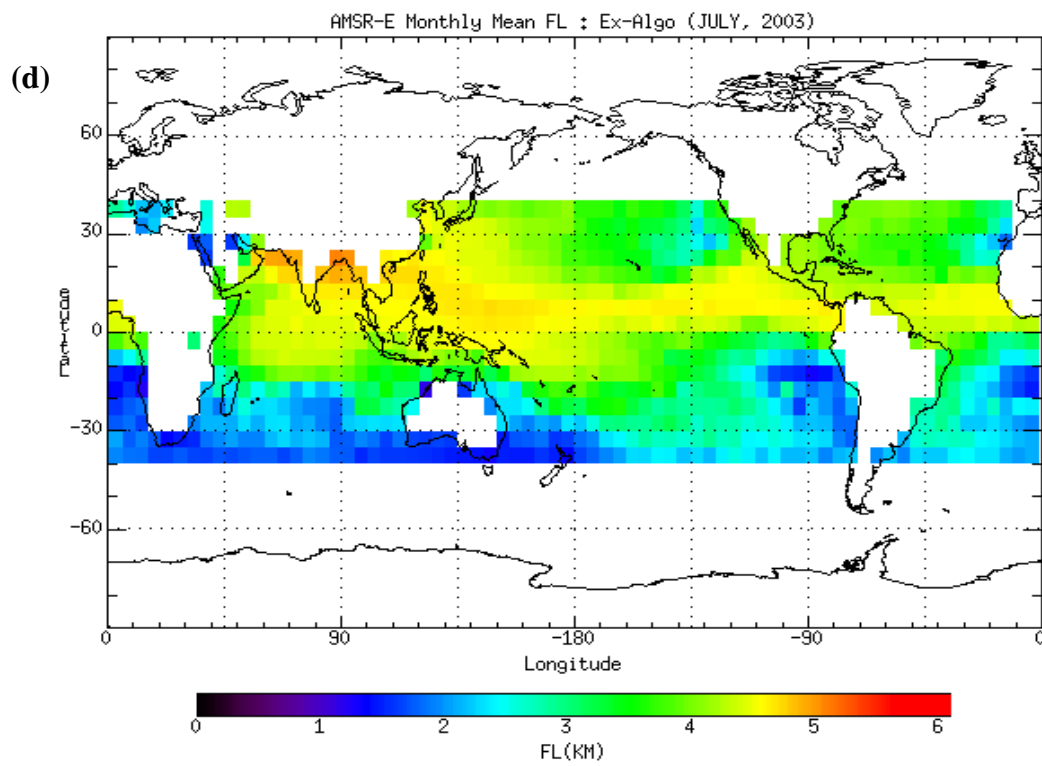 AMSR-E Monthly Mean FL : Ex-Algo (JULY, 2003)
(d)
60
30
0
-30
-60
Latitude
0 90 -180 -90 0
Longitude
0 1 2 3 4 5 6
FL(KM)